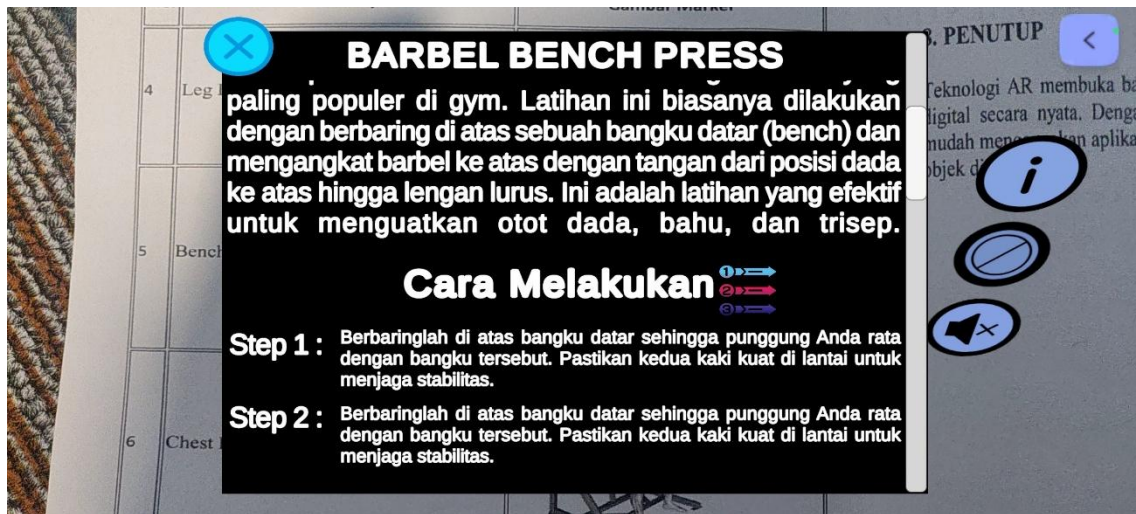 Gambar Marker
BARBEL BENCH PRESS
paling populer di gym. Latihan ini biasanya dilakukan
dengan berbaring di atas sebuah bangku datar (bench) dan
mengangkat barbel ke atas dengan tangan dari posisi dada
ke atas hingga lengan lurus. Ini adalah latihan yang efektif
untuk menguatkan otot dada, bahu, dan trisep.
Cara Melakukan
1
2
3
Step 1 :
Berbaringlah di atas bangku datar sehingga punggung Anda rata
dengan bangku tersebut. Pastikan kedua kaki kuat di lantai untuk
menjaga stabilitas.
Step 2 :
Berbaringlah di atas bangku datar sehingga punggung Anda rata
dengan bangku tersebut. Pastikan kedua kaki kuat di lantai untuk
menjaga stabilitas.
4 Leg
5 Bench
6 Chest
. PENUTUP
Teknologi AR membuka
digital secara nyata.
mudah
i